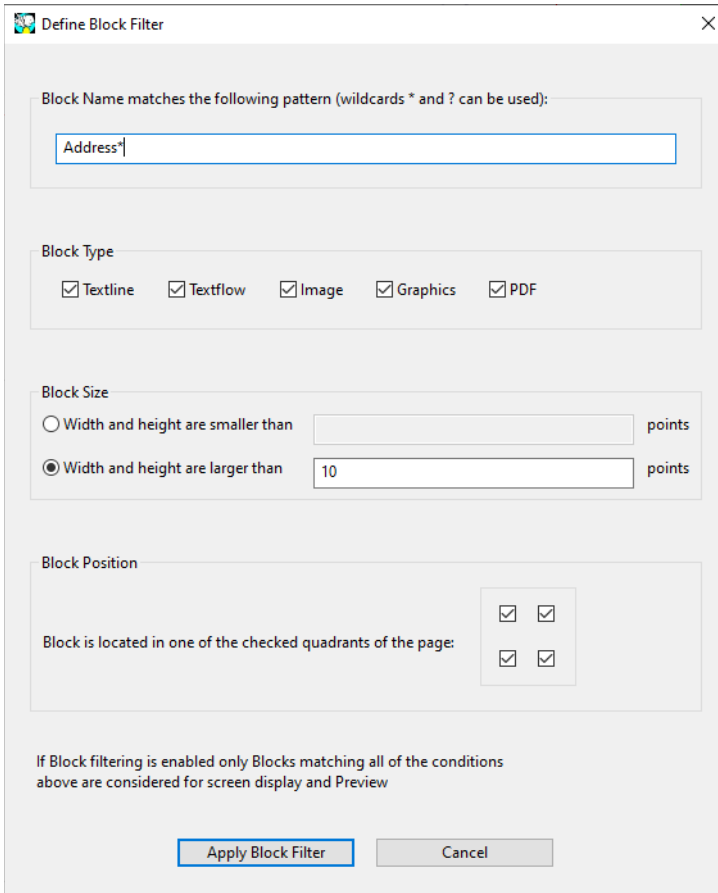 Define Block Filter
Block Name matches the following pattern (wildcards * and ? can be used):
Address*
Block Type
Textline Textflow Image Graphics PDF
Block Size
Width and height are smaller than points
Width and height are larger than 10 points
Block Position
Block is located in one of the checked quadrants of the page:
If Block filtering is enabled only Blocks matching all of the conditions
above are considered for screen display and Preview
Apply Block Filter Cancel